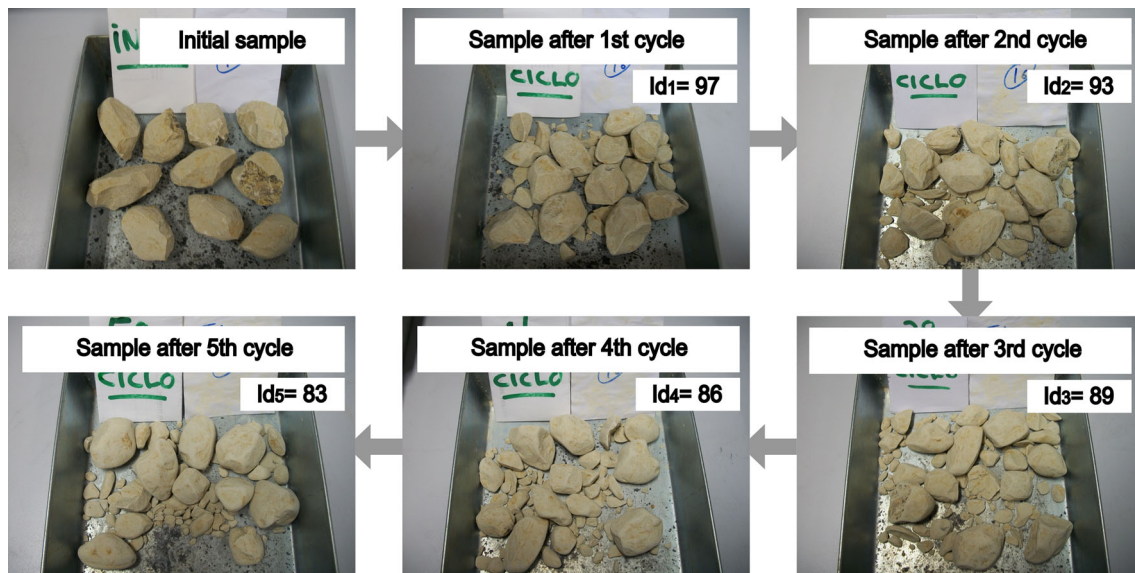 Initial sample
Sample after 1st cycle
CICLO
Id1= 97
Sample after 2nd cycle
CICLO
Id2= 93
Sample after 3rd cycle
Id3= 89
Sample after 4th cycle
CICLO
Id4= 86
Sample after 5th cycle
CICLO
Id5= 83